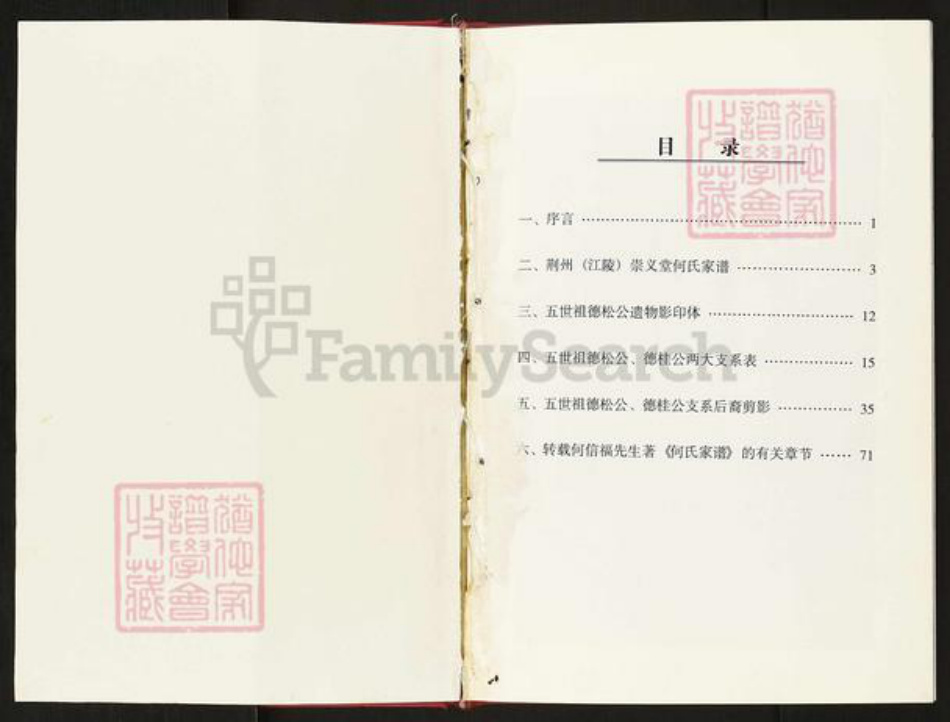 目 录
一、序言 …… 1
二、荆州（江陵）崇义堂何氏家谱 …… 3
三、五世祖德松公遗物影印体 …… 12
四、五世祖德松公、德桂公两大支系表 …… 15
五、五世祖德松公、德桂公支系后裔剪影 …… 35
六、转载何信福先生著《何氏家谱》的有关章节 …… 71
FamilySearch
猶他家
譜學會
收藏
猶他家
譜學會
收藏